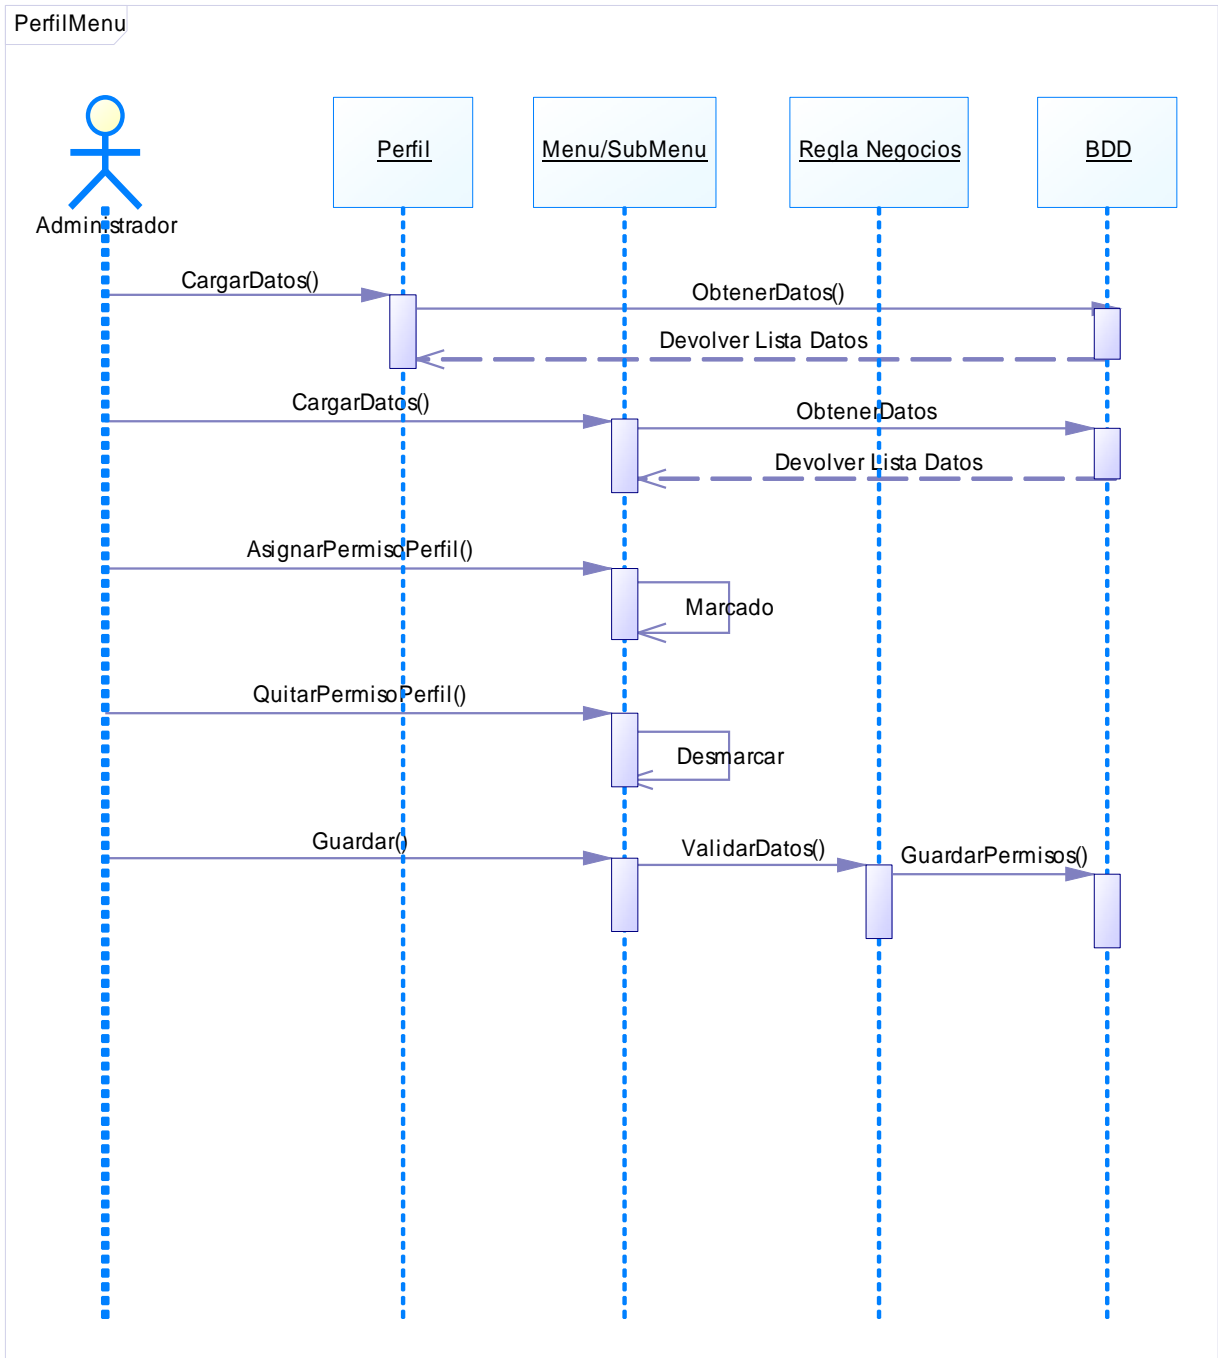 PerfilMenu
Perfil
Menu/SubMenu
Regla Negocios
BDD
Administrador
CargarDatos()
ObtenerDatos()
Devolver Lista Datos
CargarDatos()
ObtenerDatos
Devolver Lista Datos
AsignarPermisoPerfil()
Marcado
QuitarPermisoPerfil()
Desmarcar
Guardar()
ValidarDatos()
GuardarPermisos()